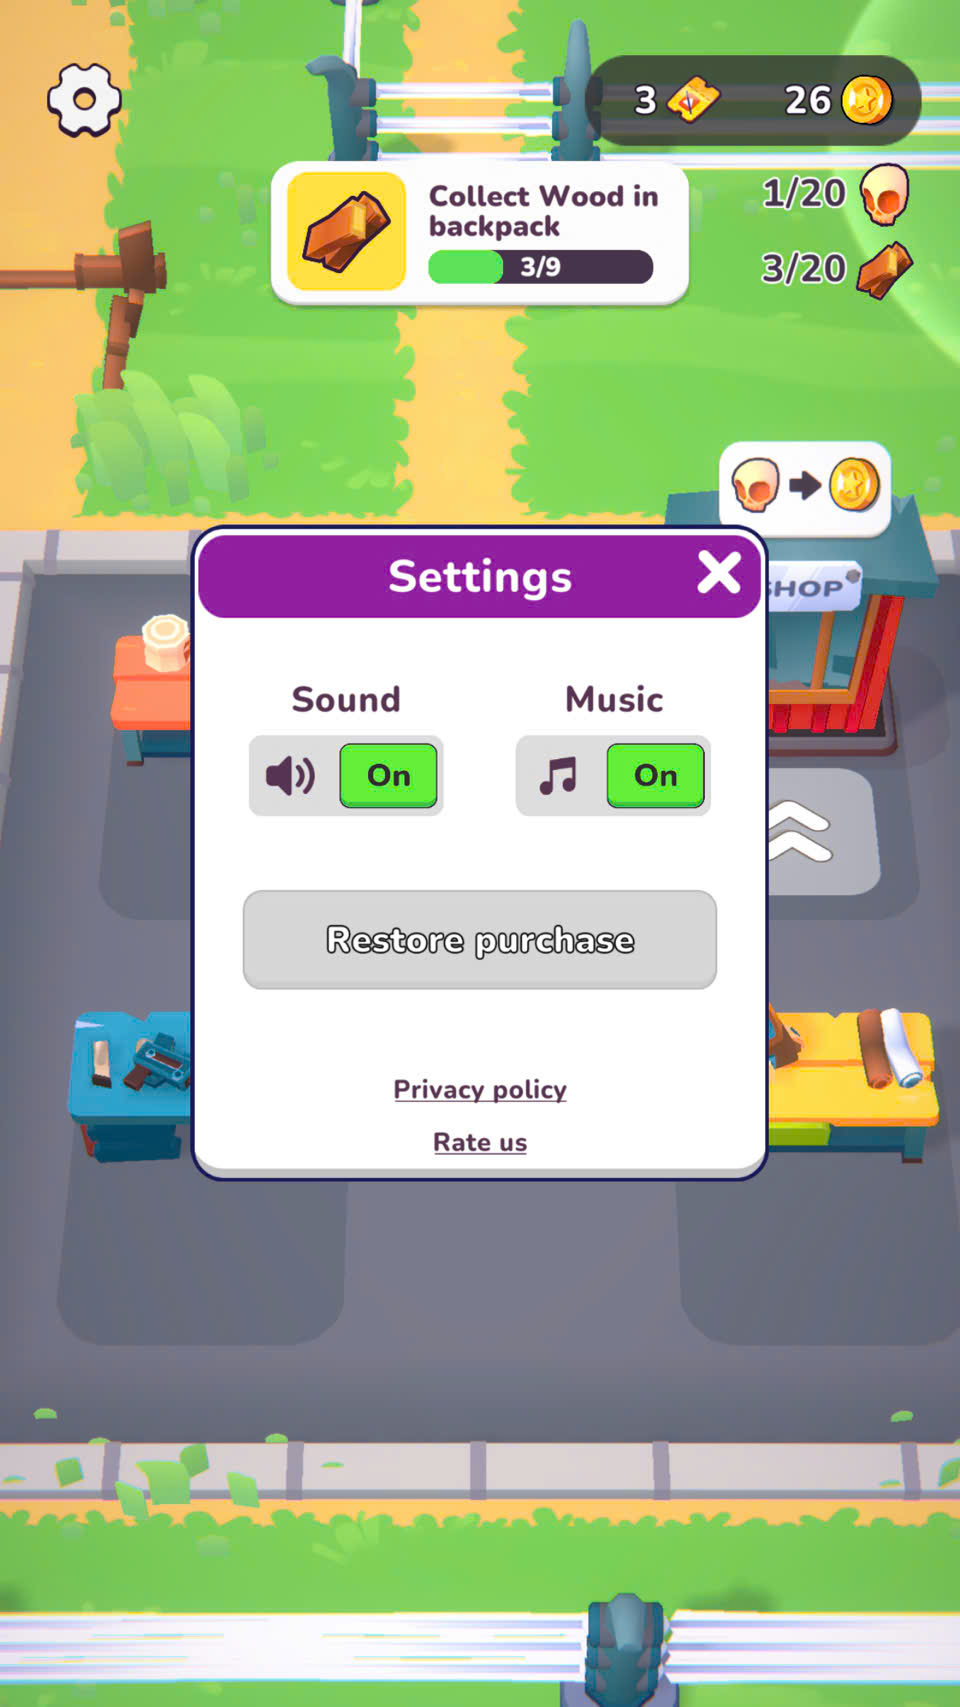 3
26
Collect Wood in
backpack
3/9
1/20
3/20
SHOP
Settings
Sound
Music
On
On
Restore purchase
Privacy policy
Rate us